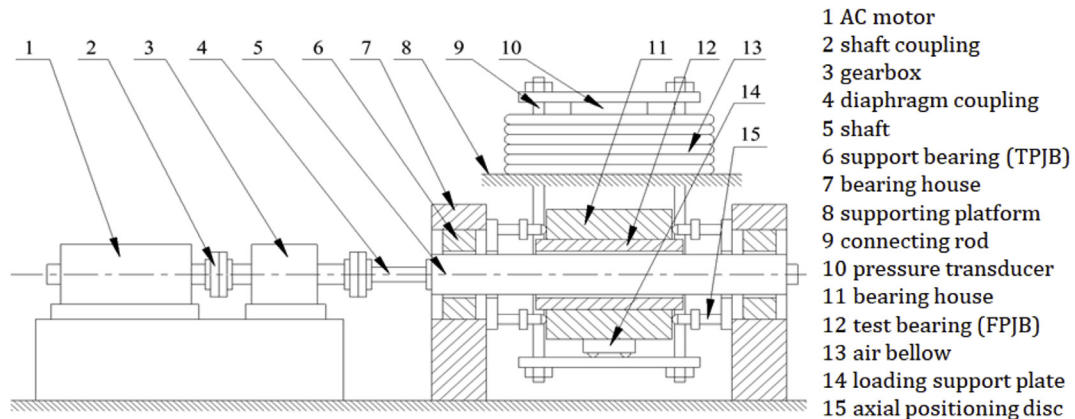 1 2 3 4 5 6 7 8 9 10 11 12 13
14
15
1 AC motor
2 shaft coupling
3 gearbox
4 diaphragm coupling
5 shaft
6 support bearing (TPJB)
7 bearing house
8 supporting platform
9 connecting rod
10 pressure transducer
11 bearing house
12 test bearing (FPJB)
13 air bellow
14 loading support plate
15 axial positioning disc